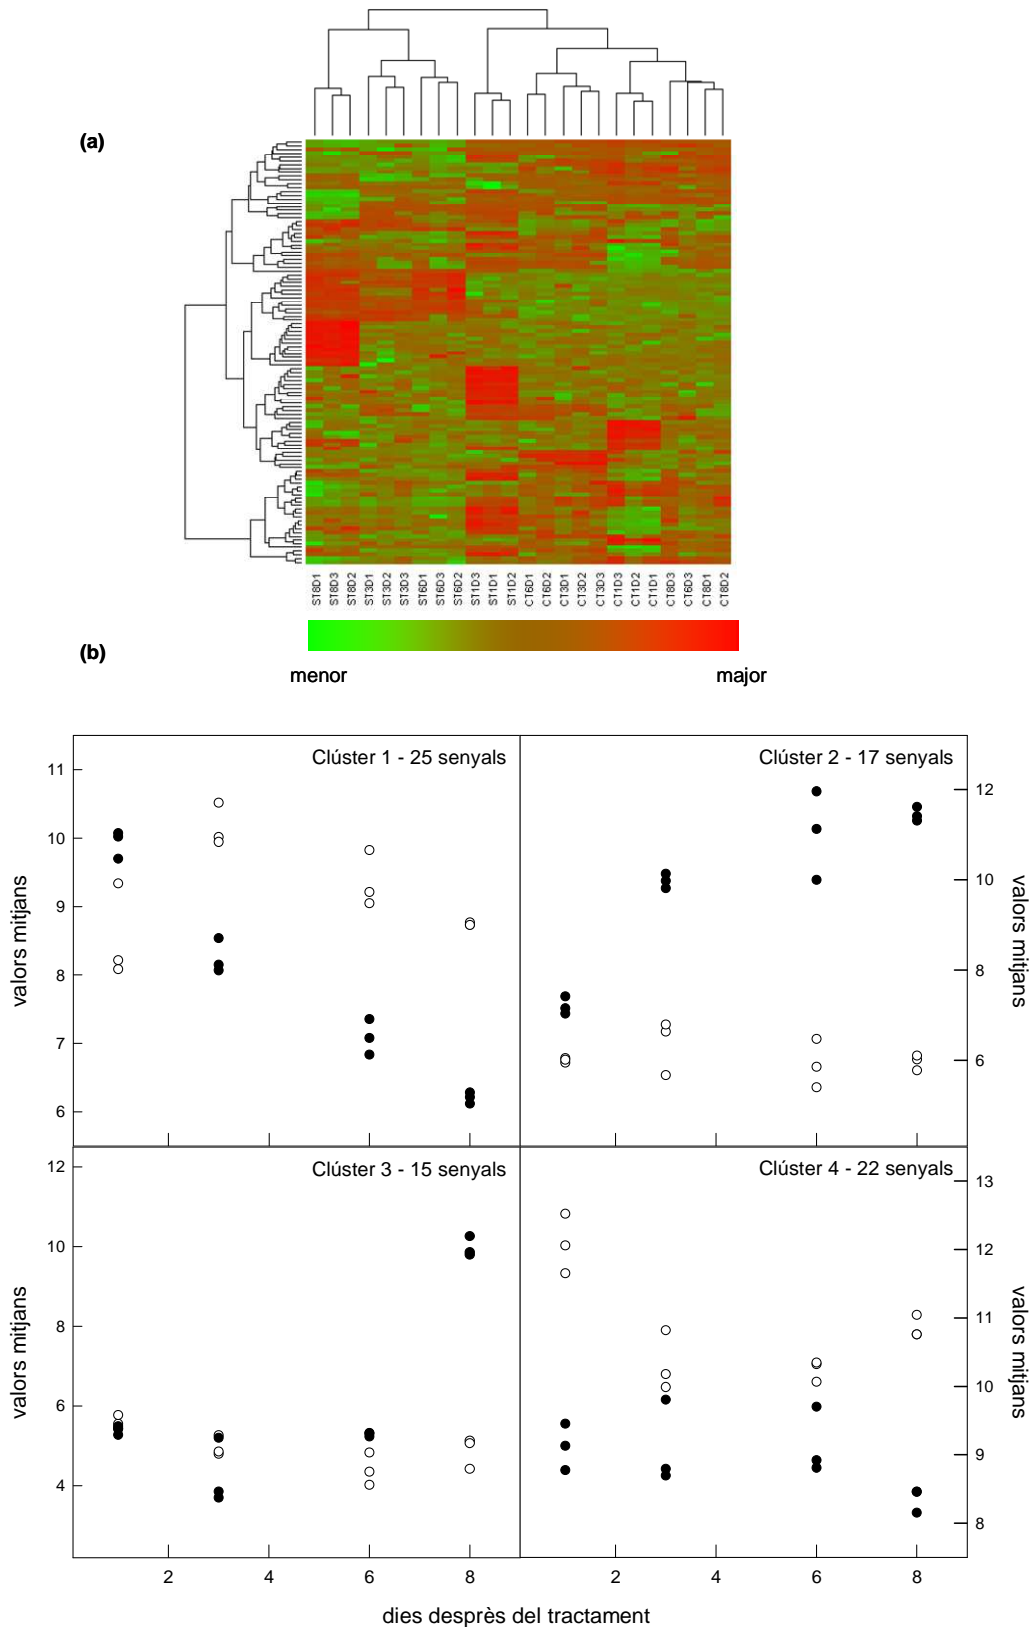 (a)
ST8D1 ST8D3 ST8D2 ST3D1 ST3D2 ST3D3 ST6D1 ST6D3 ST6D2 ST1D3 ST1D1 ST1D2 CT6D1 CT6D2 CT3D1 CT3D2 CT3D3 CT1D3 CT1D2 CT1D1 CT8D3 CT6D3 CT8D1 CT8D2
(b)
menor major
Clúster 1 - 25 senyals
11
10
9
8
7
6
valors mitjans
Clúster 2 - 17 senyals
12
10
8
6
valors mitjans
Clúster 3 - 15 senyals
12
10
8
6
4
valors mitjans
Clúster 4 - 22 senyals
13
12
11
10
9
8
valors mitjans
2 4 6 8 2 4 6 8
dies desprès del tractament